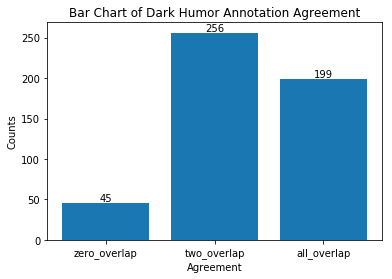 Bar Chart of Dark Humor Annotation Agreement
256
250
199
200
150
Counts
100
45
50
0
zero_overlap two_overlap all_overlap
Agreement